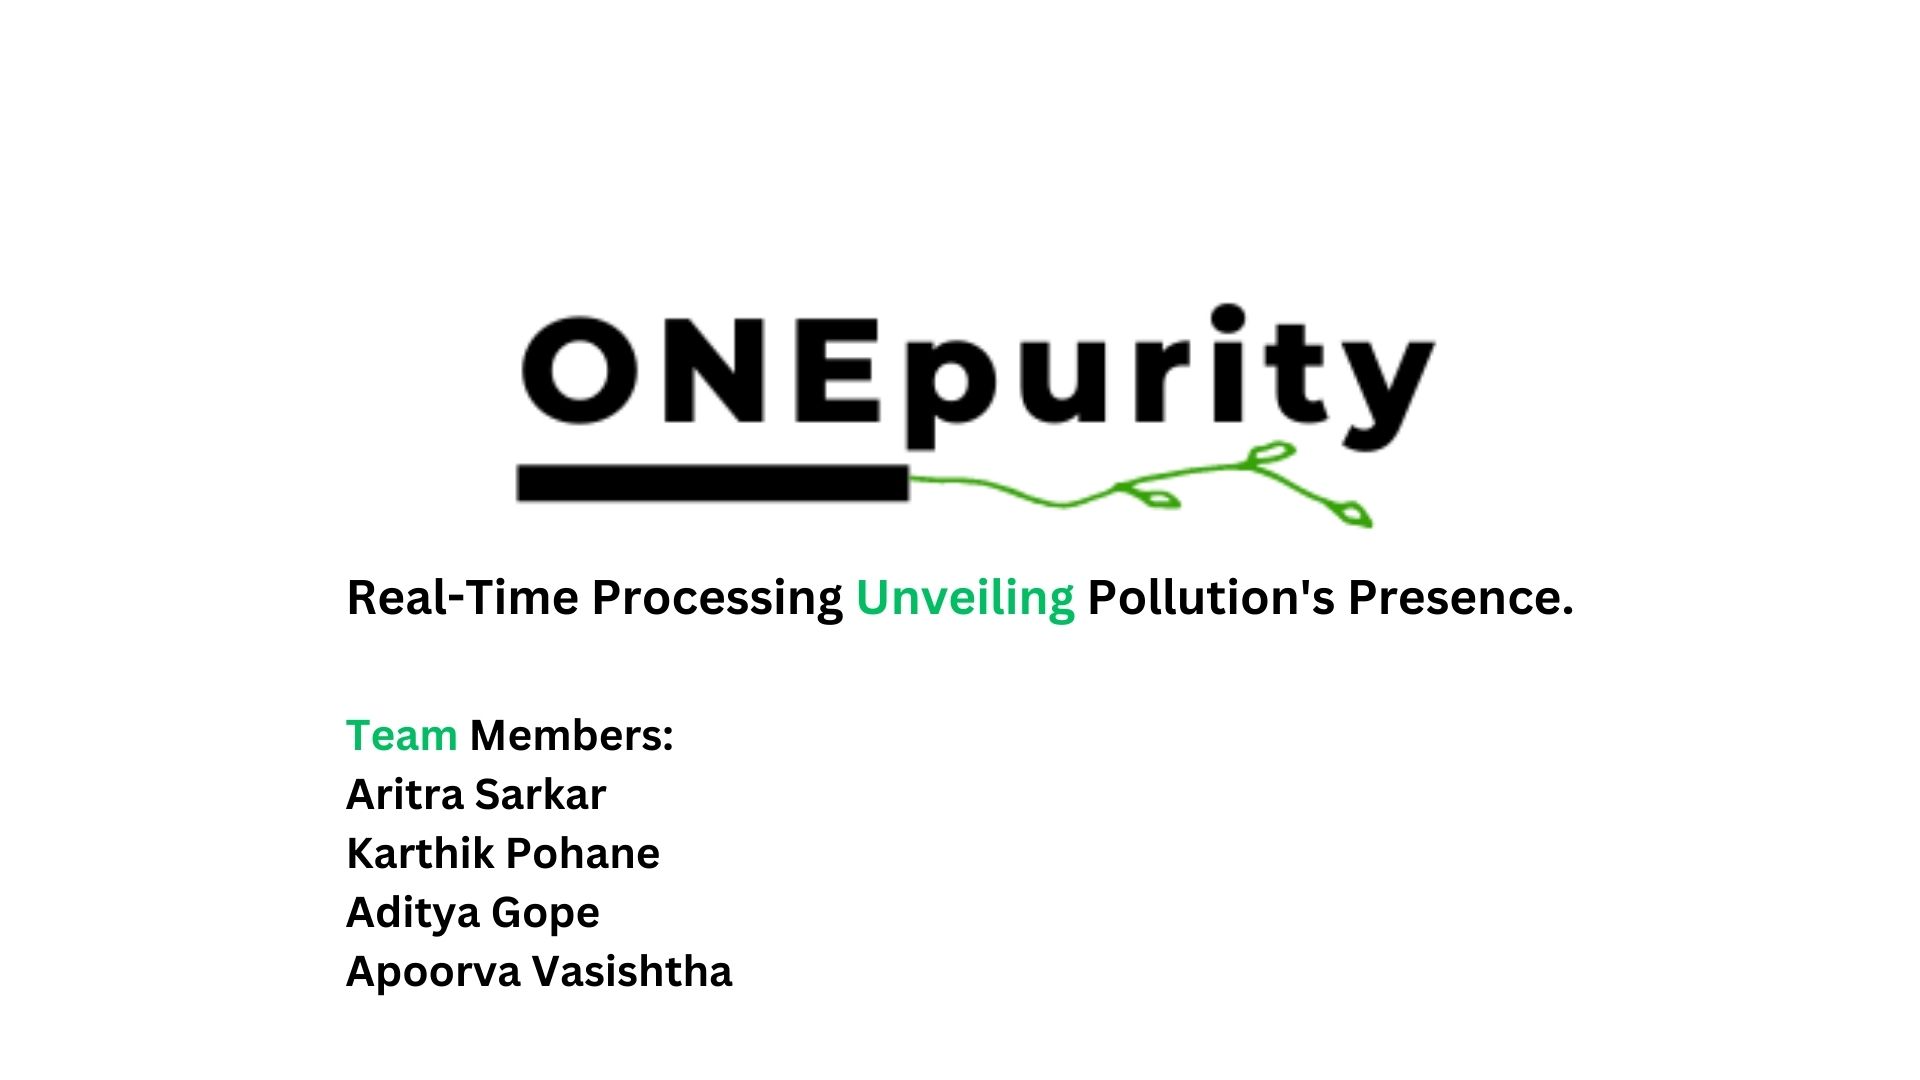 ONEpurity
Real-Time Processing Unveiling Pollution's Presence.
Team Members:
Aritra Sarkar
Karthik Pohane
Aditya Gope
Apoorva Vasishtha